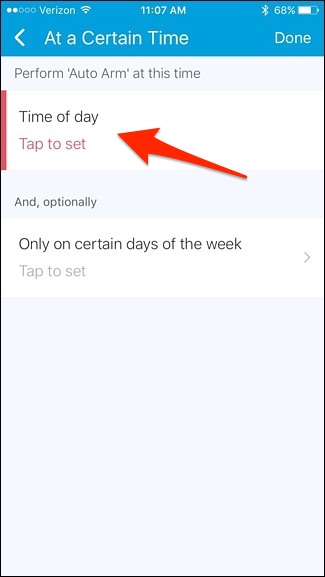 Verizon 11:07 AM 68%
At a Certain Time Done
Perform 'Auto Arm' at this time
Time of day
Tap to set
And, optionally
Only on certain days of the week
Tap to set